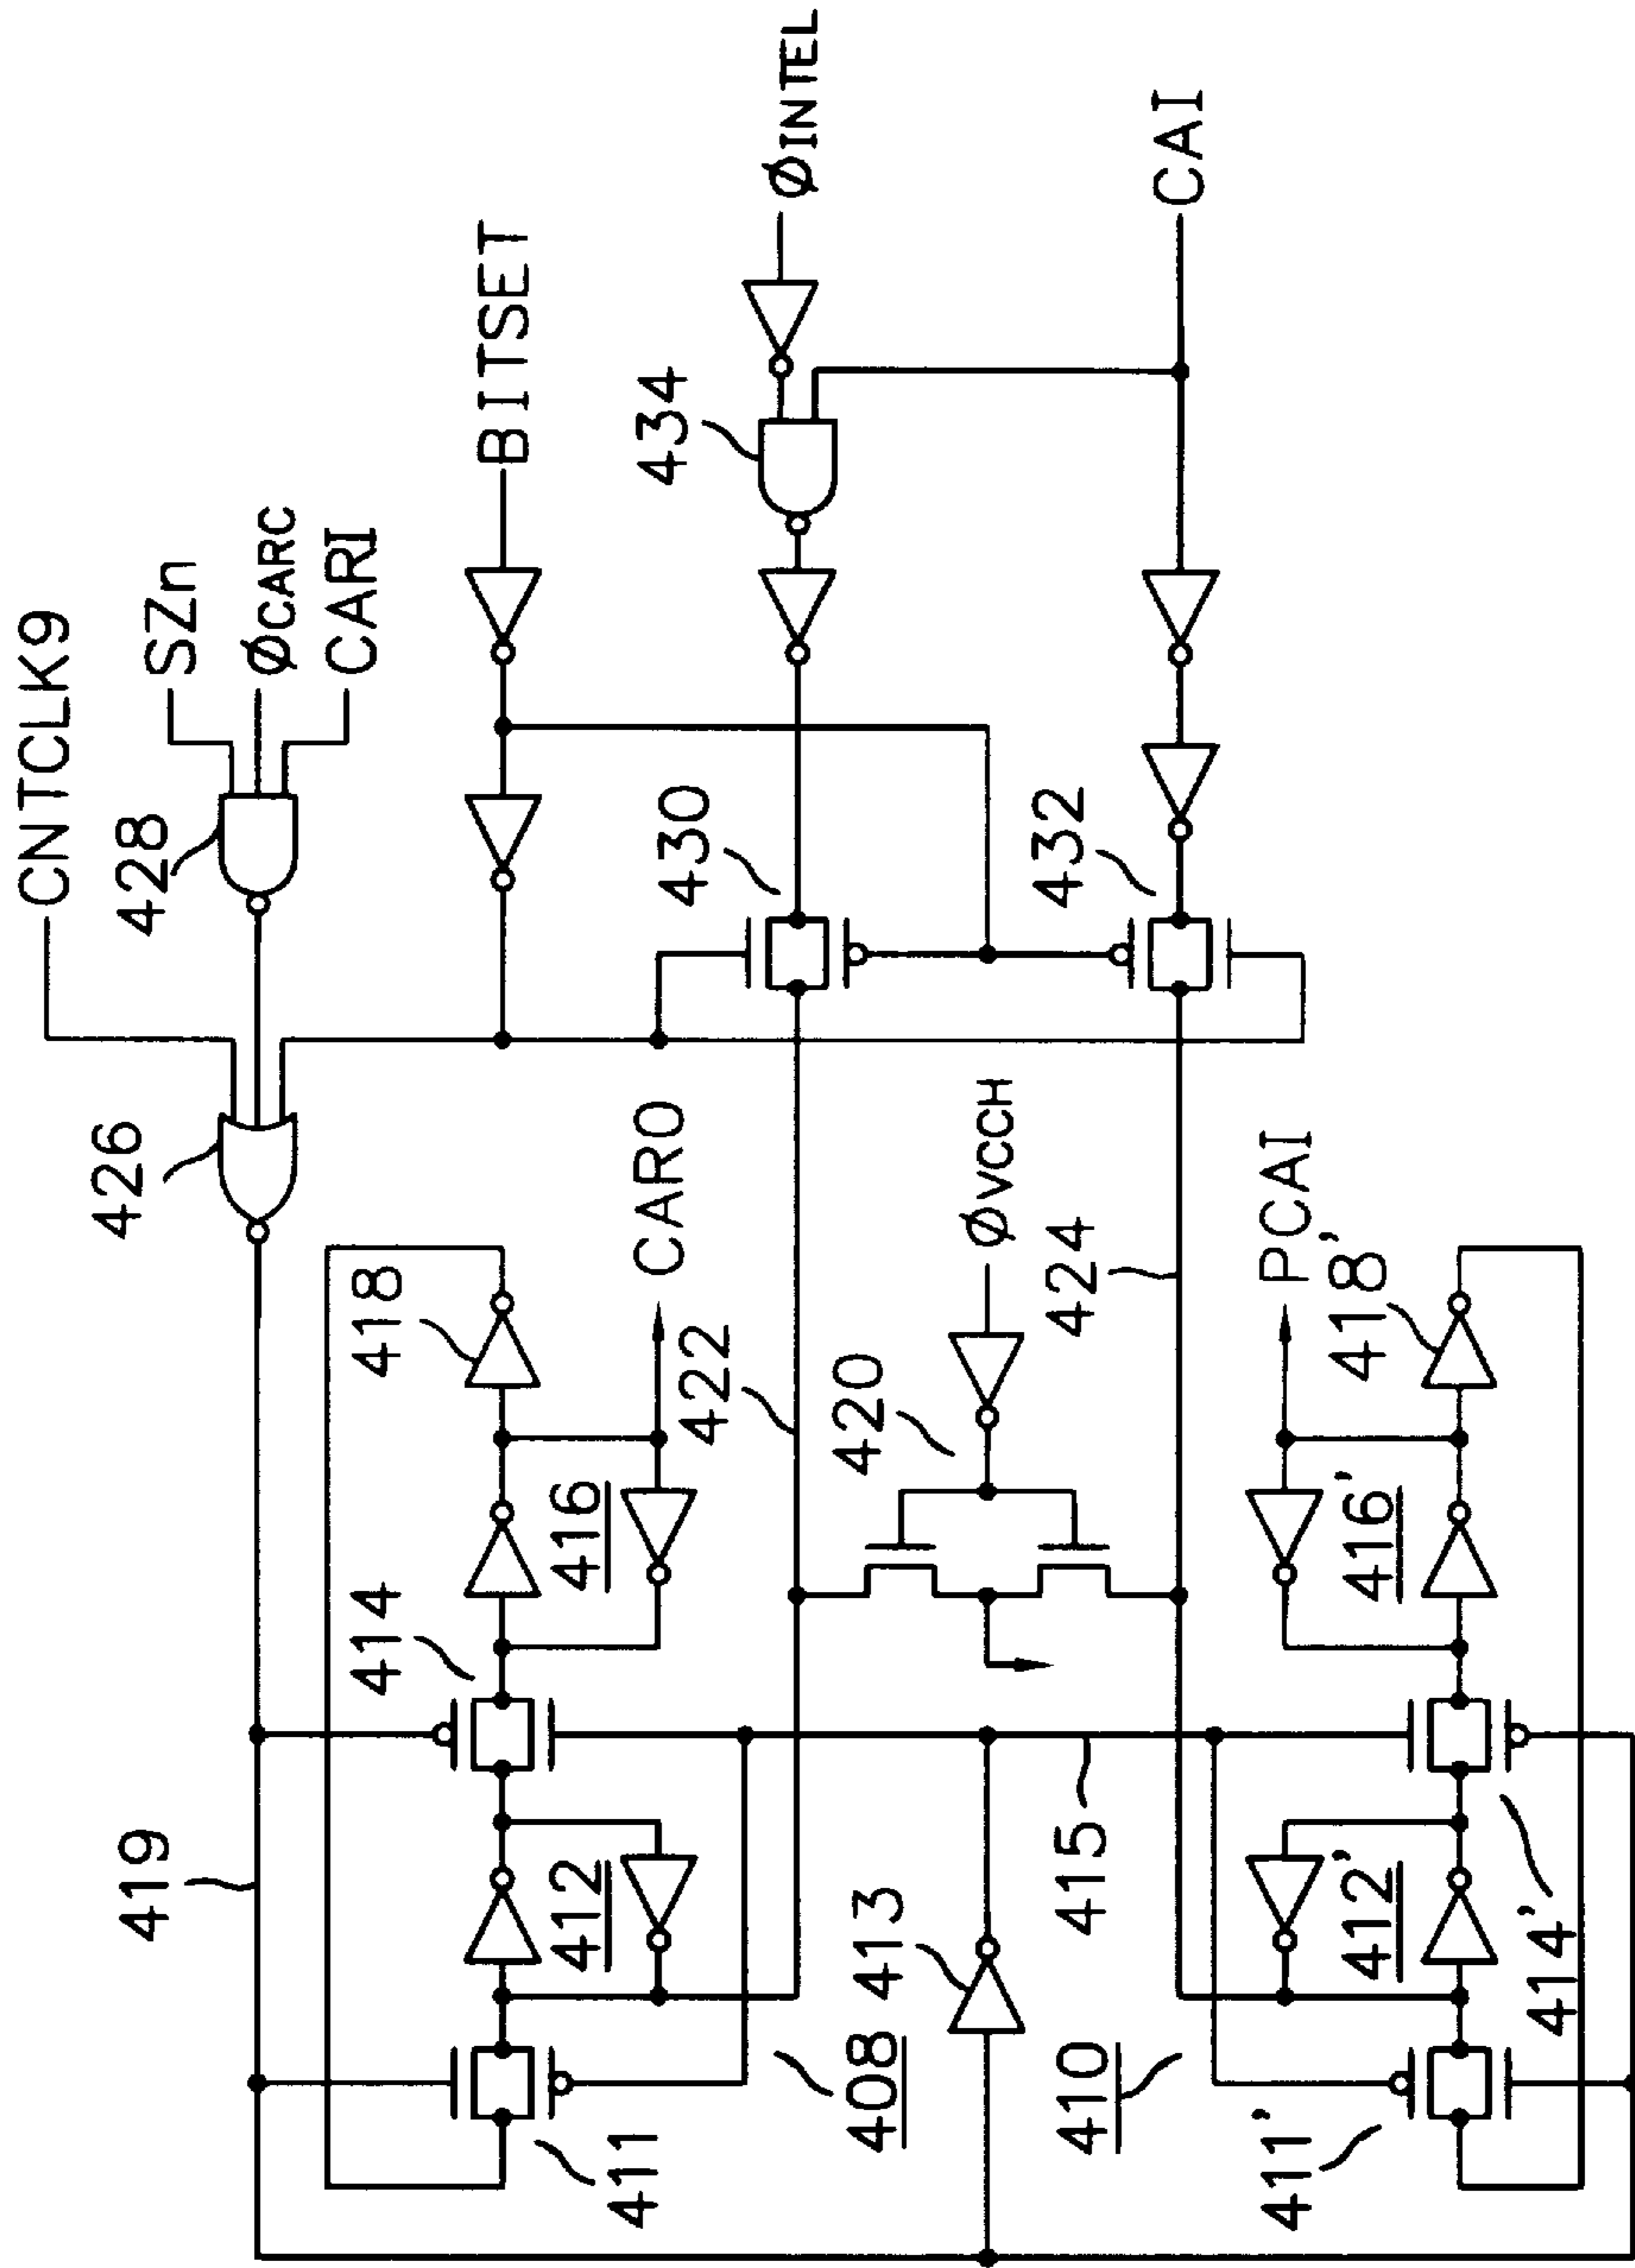 CNTCLK9
SZn
øCARC
CARI
428
426
BITSET
419
414
418
416
412
411
CARO
430
434
øINTEL
422
420
øVCCH
408
413
415
424
432
CAI
410
PCAI
418'
416'
412'
414'
411'